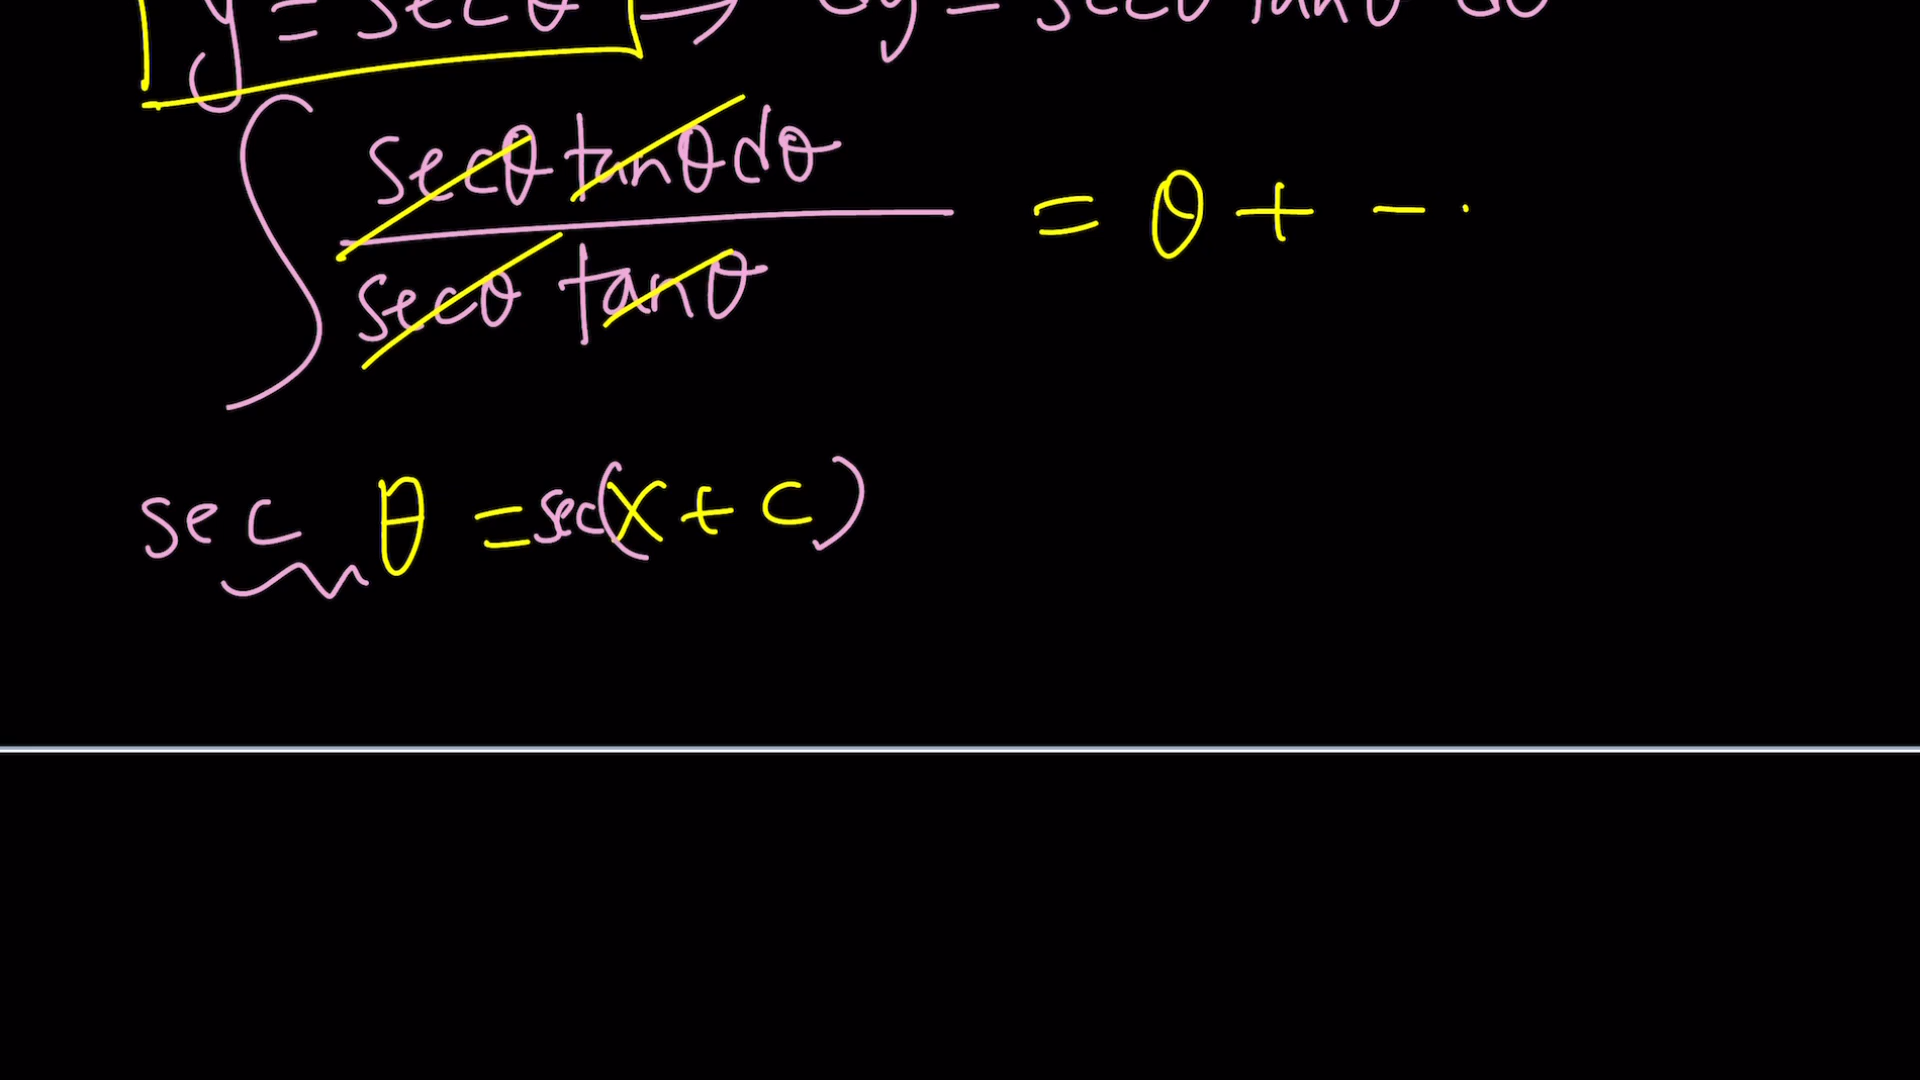 y = secθ → dy = secθ tanθ dθ
∫ secθ tanθ dθ / secθ tanθ = θ + - .
sec θ = sec(x + c)